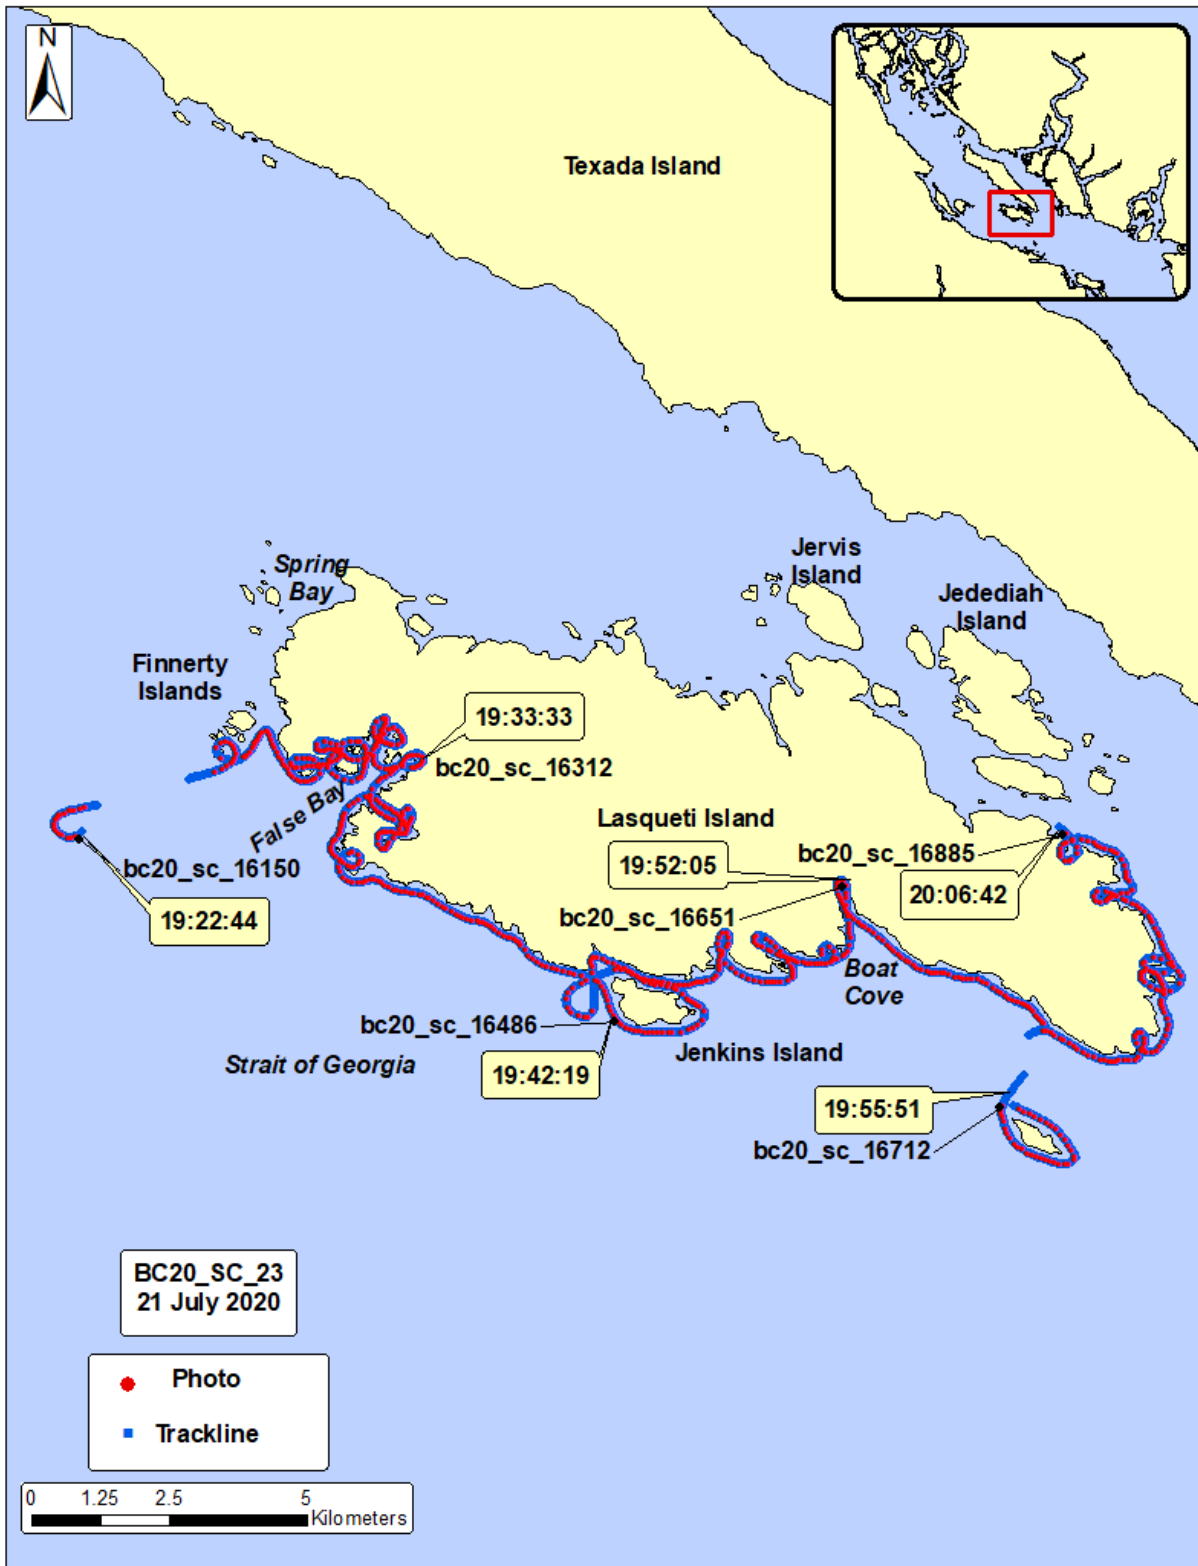 N
Texada Island
Jervis
Island
Spring
Bay
Jedediah
Island
Finnerty
Islands
19:33:33
bc20_sc_16312
False Bay
Lasqueti Island
19:52:05
bc20_sc_16885
bc20_sc_16150
20:06:42
19:22:44
bc20_sc_16651
Boat
Cove
bc20_sc_16486
Jenkins Island
Strait of Georgia
19:42:19
19:55:51
bc20_sc_16712
BC20_SC_23
21 July 2020
Photo
Trackline
0 1.25 2.5 5
Kilometers